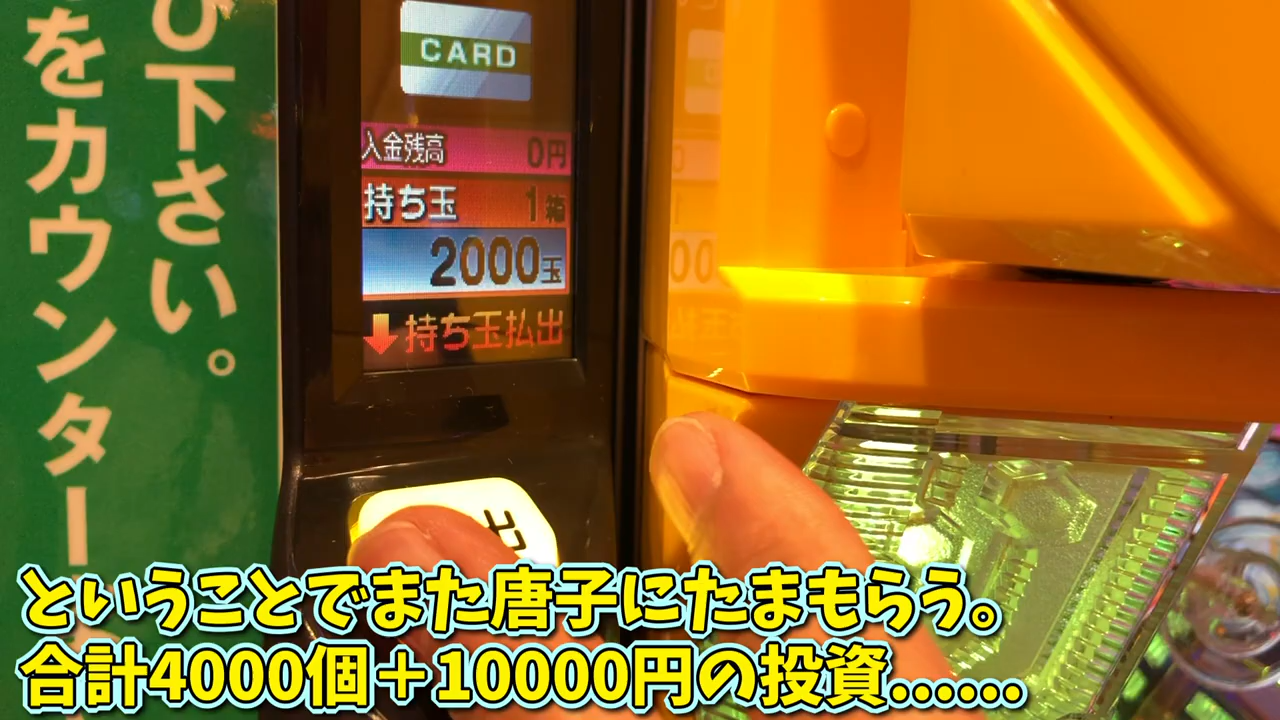 び下さい。
をカウンター
CARD
入金残高 0円
持ち玉 1箱
2000玉
持ち玉払出
出
ということでまた唐子にたまもらう。
合計4000個＋10000円の投資……